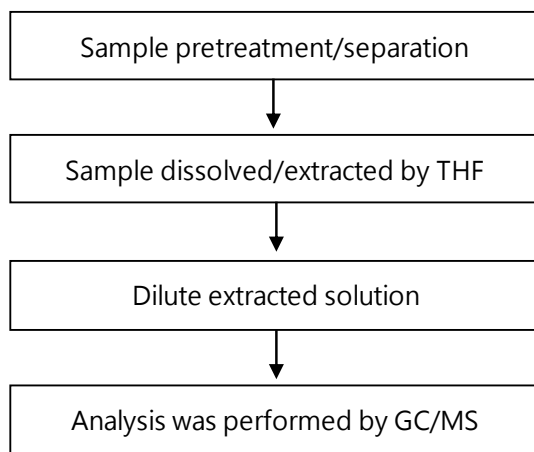 Sample pretreatment/separation
Sample dissolved/extracted by THF
Dilute extracted solution
Analysis was performed by GC/MS